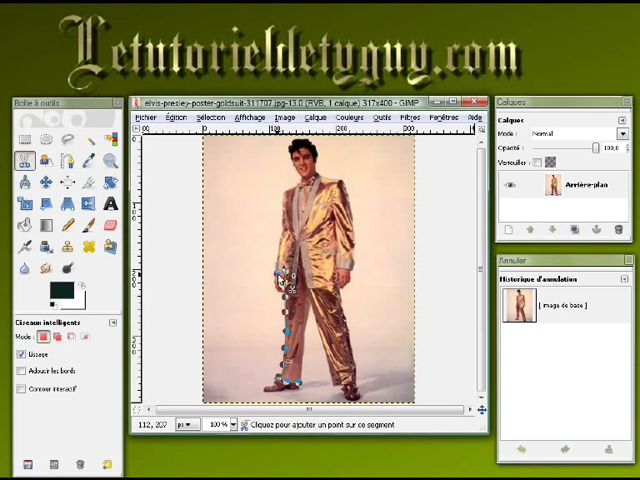 Letutorieldetyguy.com
Boîte à outils
elvis-presley-poster-goldsuit-311707.jpg-13.0 (RVB, 1 calque) 317x400 - GIMP
Calques
Fichier Édition Sélection Affichage Image Calque Couleurs Outils Filtres Fenêtres Aide
Calques
Mode : Normal
Opacité : 100,0
Verrouiller :
Arrière-plan
Annuler
Historique d'annulation
[ Image de base ]
Ciseaux intelligents
Mode :
Lissage
Adoucir les bords
Contour interactif
112, 207 px 100 % Cliquez pour ajouter un point sur ce segment